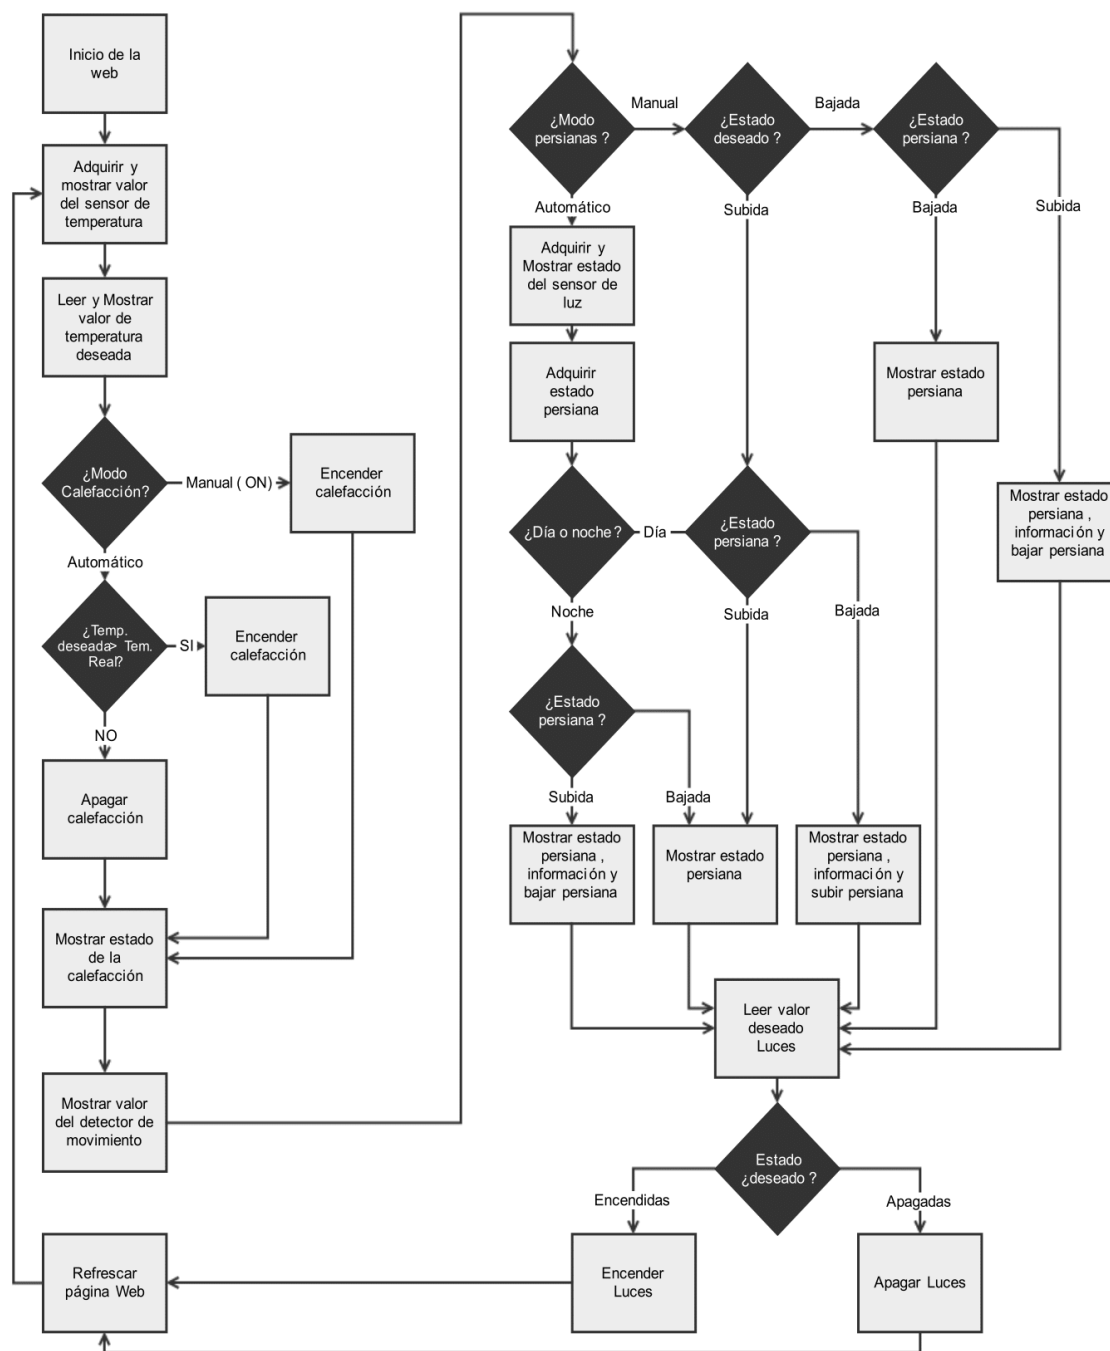 Inicio de la
web
Adquirir y
mostrar valor
del sensor de
temperatura
Leer y Mostrar
valor de
temperatura
deseada
¿Modo
Calefacción?
Manual ( ON)
Encender
calefacción
Automático
¿Temp.
deseada> Tem.
Real?
SI
Encender
calefacción
NO
Apagar
calefacción
Mostrar estado
de la
calefacción
Mostrar valor
del detector de
movimiento
Refrescar
página Web
¿Modo
persianas ?
Manual
¿Estado
deseado ?
Bajada
¿Estado
persiana ?
Automático
Subida
Bajada
Subida
Adquirir y
Mostrar estado
del sensor de
luz
Adquirir
estado
persiana
Mostrar estado
persiana
Mostrar estado
persiana ,
información y
bajar persiana
¿Día o noche ?
Día
¿Estado
persiana ?
Noche
Subida
Bajada
¿Estado
persiana ?
Subida
Bajada
Mostrar estado
persiana ,
información y
bajar persiana
Mostrar estado
persiana
Mostrar estado
persiana ,
información y
subir persiana
Leer valor
deseado
Luces
Estado
¿deseado ?
Encendidas
Apagadas
Encender
Luces
Apagar Luces